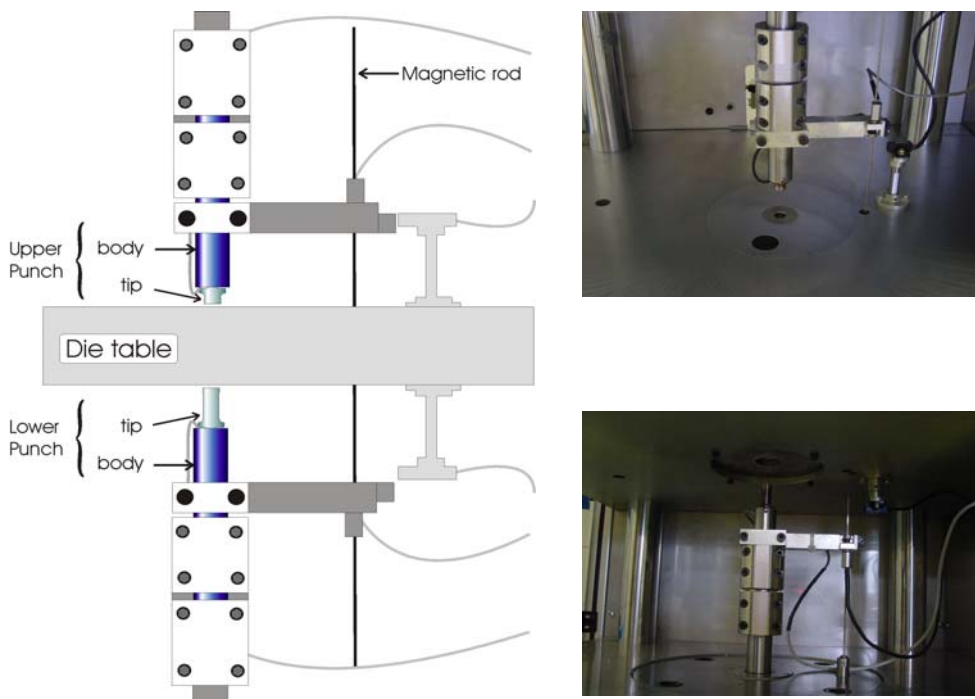 Magnetic rod
Upper
Punch
body
tip
Die table
Lower
Punch
tip
body